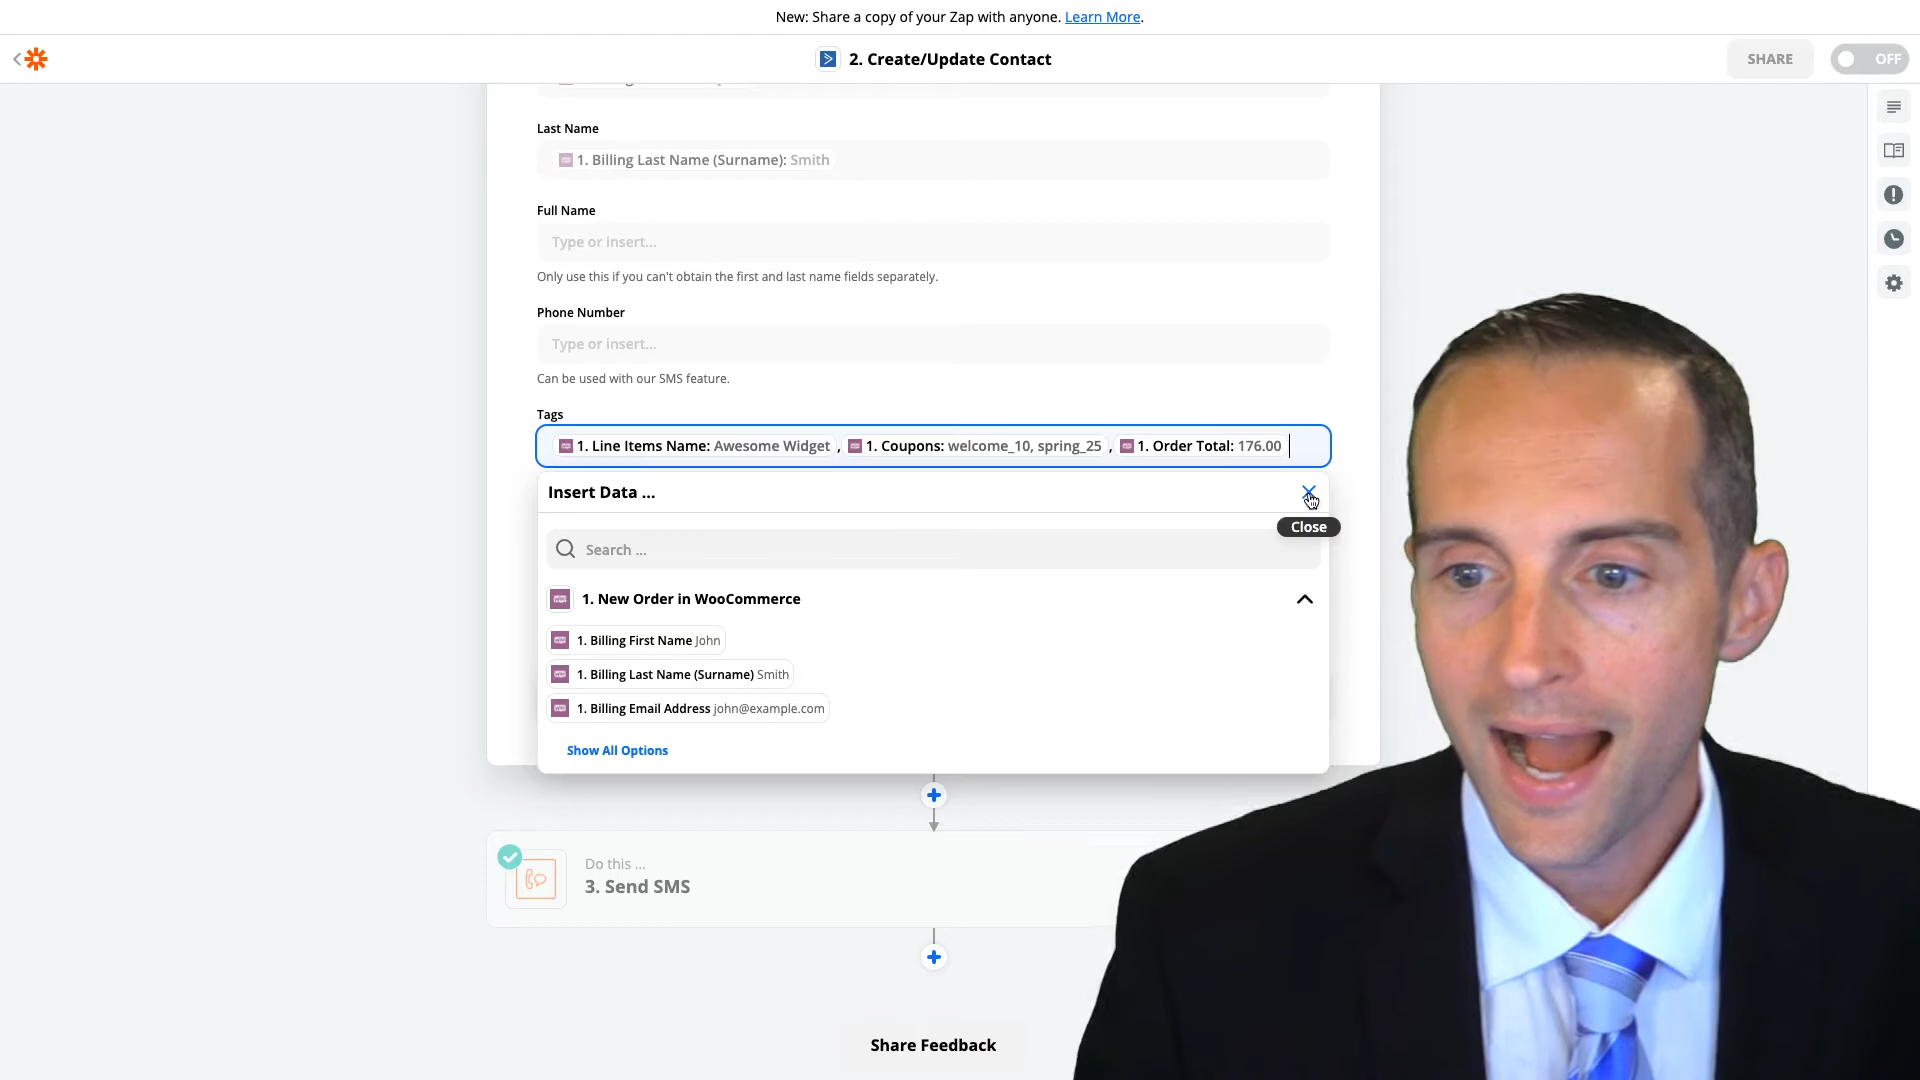 New: Share a copy of your Zap with anyone. Learn More.
2. Create/Update Contact
SHARE
OFF
Last Name
1. Billing Last Name (Surname): Smith
Full Name
Type or insert...
Only use this if you can't obtain the first and last name fields separately.
Phone Number
Type or insert...
Can be used with our SMS feature.
Tags
1. Line Items Name: Awesome Widget , 1. Coupons: welcome_10, spring_25 , 1. Order Total: 176.00
Insert Data ...
Close
Search ...
1. New Order in WooCommerce
1. Billing First Name John
1. Billing Last Name (Surname) Smith
1. Billing Email Address john@example.com
Show All Options
Do this ...
3. Send SMS
Share Feedback